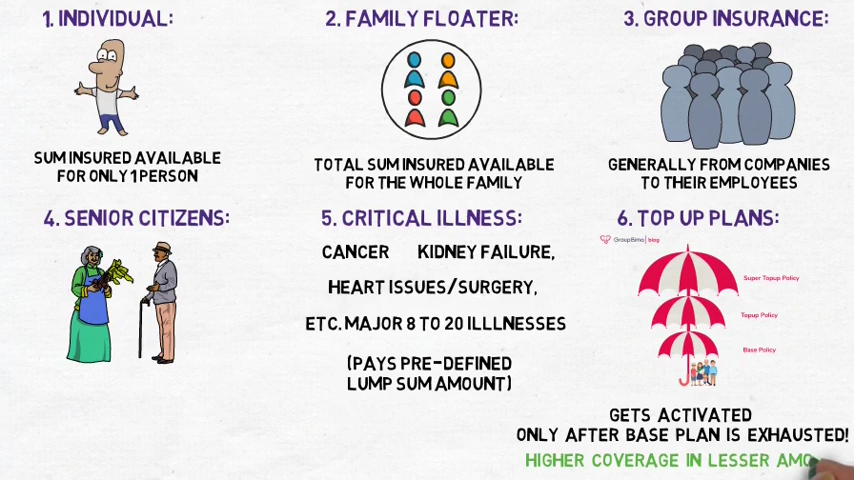 1. INDIVIDUAL:
SUM INSURED AVAILABLE
FOR ONLY 1 PERSON
2. FAMILY FLOATER:
TOTAL SUM INSURED AVAILABLE
FOR THE WHOLE FAMILY
3. GROUP INSURANCE:
GENERALLY FROM COMPANIES
TO THEIR EMPLOYEES
4. SENIOR CITIZENS:
5. CRITICAL ILLNESS:
CANCER KIDNEY FAILURE,
HEART ISSUES/SURGERY,
ETC. MAJOR 8 TO 20 ILLLNESSES
(PAYS PRE-DEFINED
LUMP SUM AMOUNT)
6. TOP UP PLANS:
GroupBima | blog
Super Topup Policy
Topup Policy
Base Policy
GETS ACTIVATED
ONLY AFTER BASE PLAN IS EXHAUSTED!
HIGHER COVERAGE IN LESSER AMO